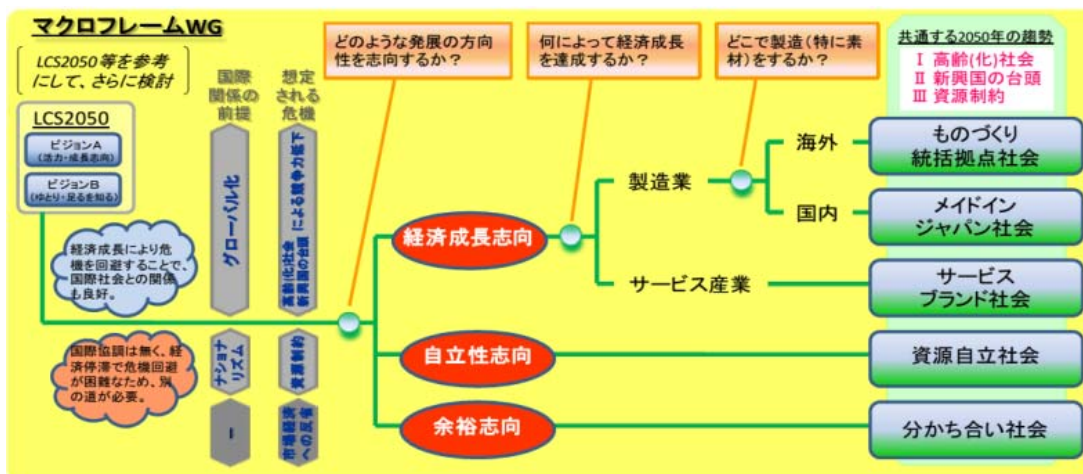 マクロフレームWG
LCS2050等を参考
にして、さらに検討
LCS2050
ビジョンA
(活力・成長志向)
ビジョンB
(ゆとり・足るを知る)
国際
関係の
前提
想定
される
危機
グローバル化
高齢(化)社会
新興国の台頭
による競争力低下
ナショナ
リズム
資源制約
ー
市場経済
への反省
経済成長により危
機を回避することで、
国際社会との関係
も良好。
国際協調は無く、経
済停滞で危機回避
が困難なため、別
の道が必要。
どのような発展の方向
性を志向するか?
何によって経済成長
を達成するか?
どこで製造(特に素
材)をするか?
経済成長志向
自立性志向
余裕志向
製造業
サービス産業
海外
国内
共通する2050年の趨勢
Ⅰ 高齢(化)社会
Ⅱ 新興国の台頭
Ⅲ 資源制約
ものづくり
統括拠点社会
メイドイン
ジャパン社会
サービス
ブランド社会
資源自立社会
分かち合い社会